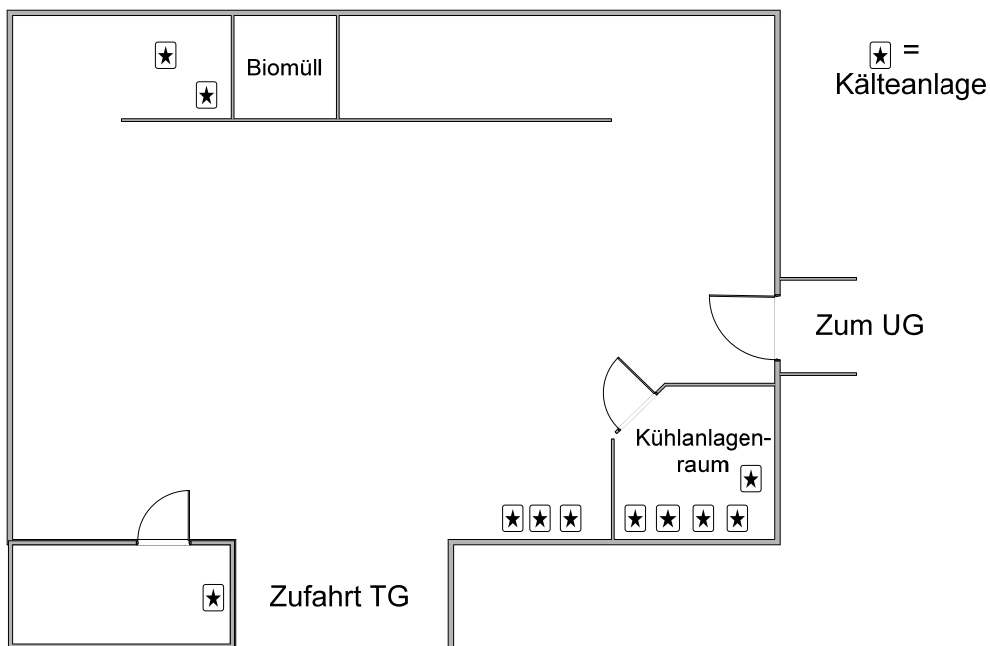 Biomüll
=
Kälteanlage
Zum UG
Kühlanlagen-
raum
Zufahrt TG